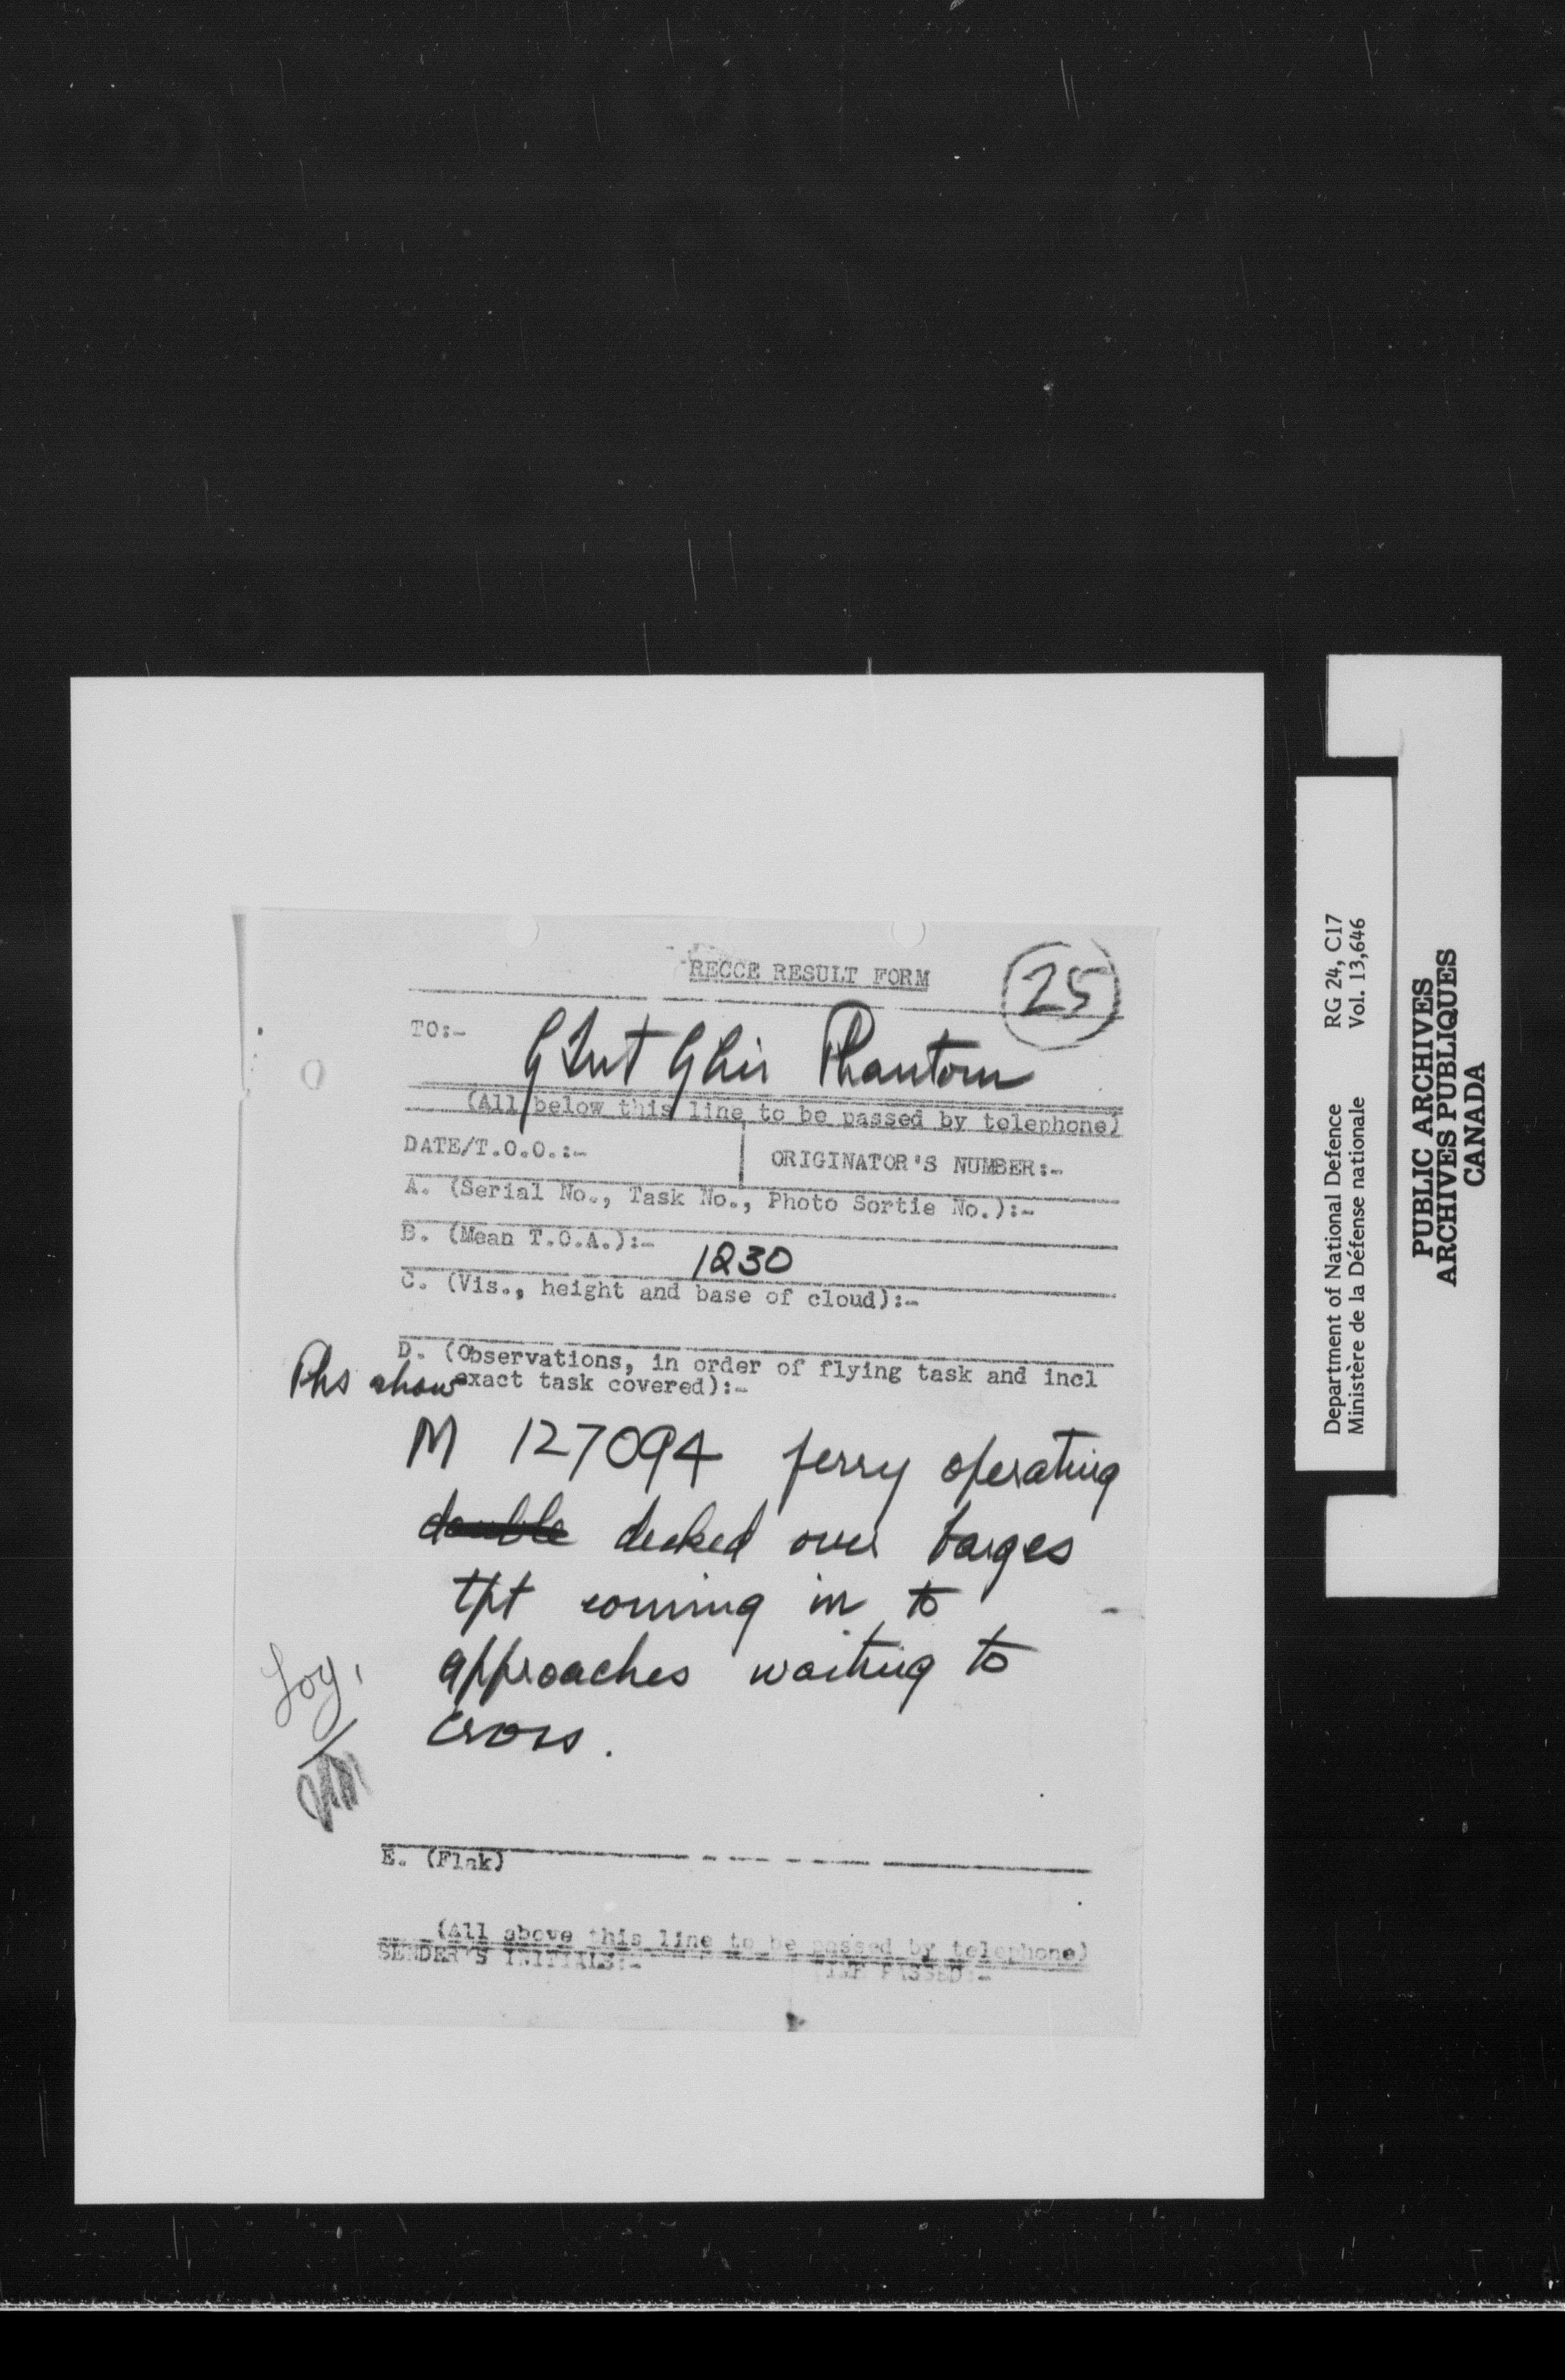 RECCE RESULT FORM
25
TO:- G Int G Air Phantom
(All below this line to be passed by telephone)
DATE/T.O.O.:- ORIGINATOR'S NUMBER:-
A. (Serial No., Task No., Photo Sortie No.):-
B. (Mean T.O.A.):- 1230
C. (Vis., height and base of cloud):-
D. (Observations, in order of flying task and incl
exact task covered):-
Phs show
M 127094 ferry operating
double decked over barges
tpt coming in to
approaches waiting to
cross.
Log.
E. (Flak)
(All above this line to be passed by telephone)
SENDER'S INITIALS:- PASSED:-
Department of National Defence RG 24, C17
Ministère de la Défense nationale Vol. 13,646
PUBLIC ARCHIVES
ARCHIVES PUBLIQUES
CANADA